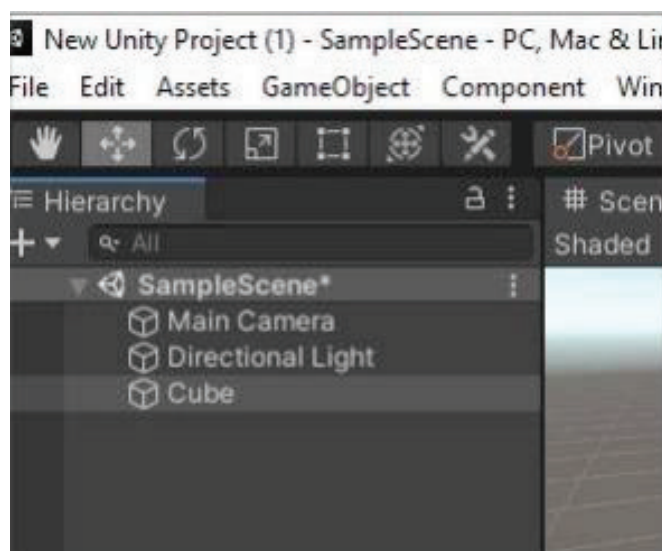 New Unity Project (1) - SampleScene - PC, Mac & Li
File Edit Assets GameObject Component Win
Pivot
Hierarchy
# Scen
All
Shaded
SampleScene*
Main Camera
Directional Light
Cube